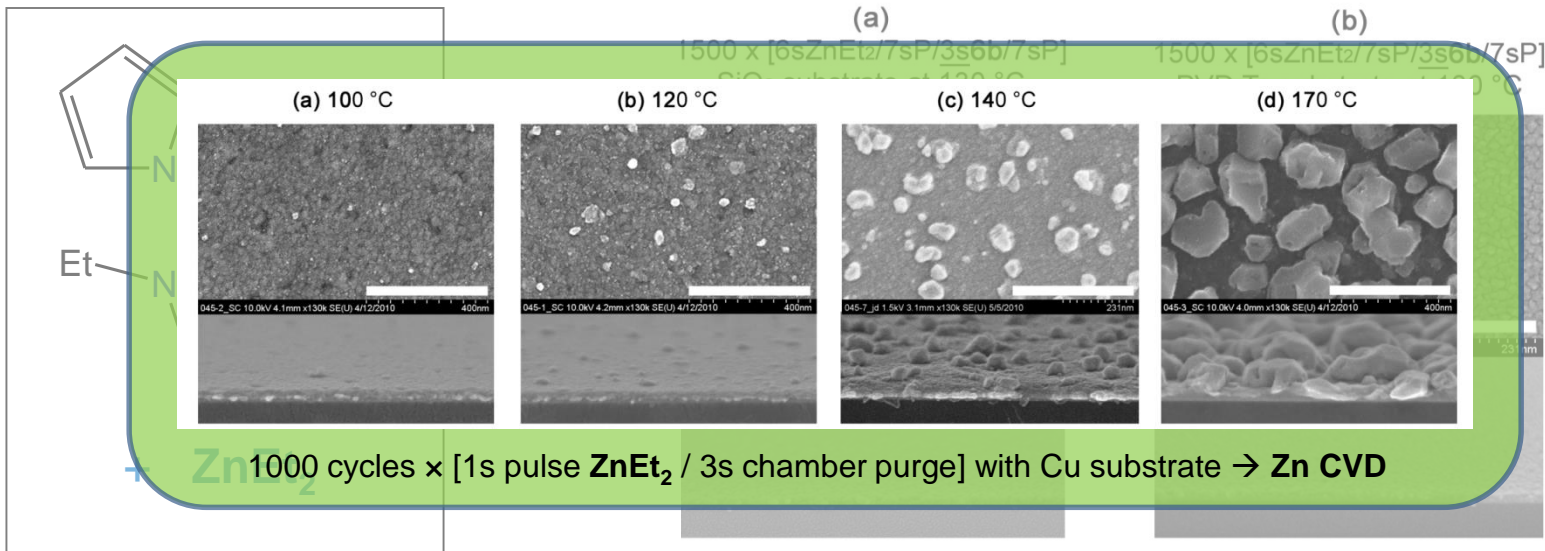 (a)
(b)
1500 x [6sZnEt₂/7sP/3s6b/7sP]
1500 x [6sZnEt₂/7sP/3s6b/7sP]
°C
(a) 100 °C
(b) 120 °C
(c) 140 °C
(d) 170 °C
N
Et
N
045-2_SC 10.0kV 4.1mm x130k SE(U) 4/12/2010 400nm
045-1_SC 10.0kV 4.2mm x130k SE(U) 4/12/2010 400nm
045-7_jd 1.5kV 3.1mm x130k SE(U) 5/5/2010 231nm
045-3_SC 10.0kV 4.0mm x130k SE(U) 4/12/2010 400nm
+ ZnEt₂
1000 cycles × [1s pulse ZnEt₂ / 3s chamber purge] with Cu substrate → Zn CVD